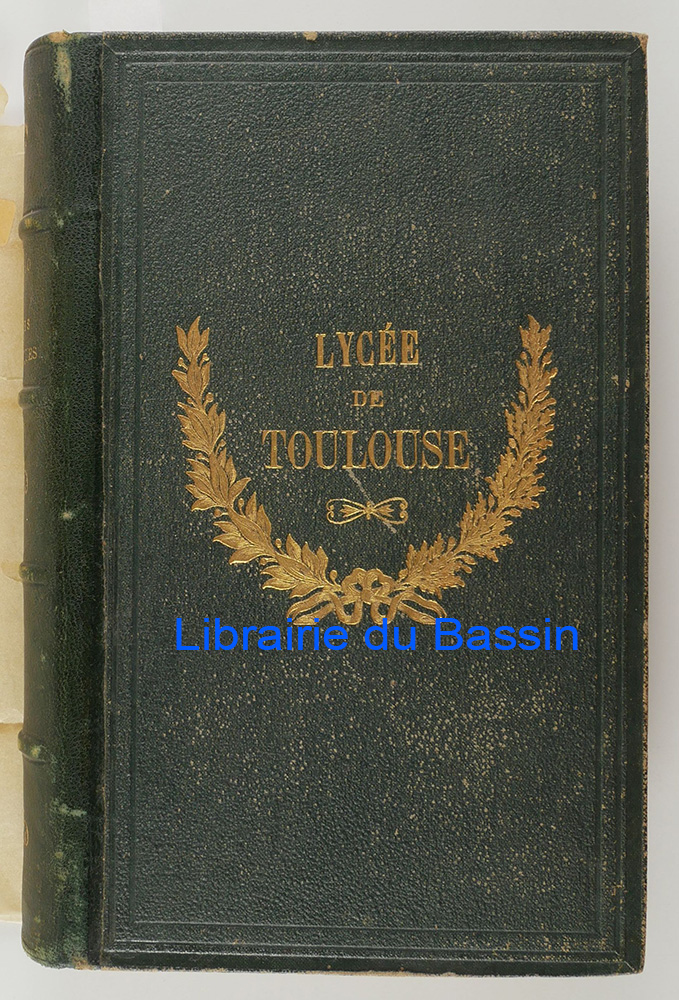 LYCÉE
DE
TOULOUSE
Librairie du Bassin